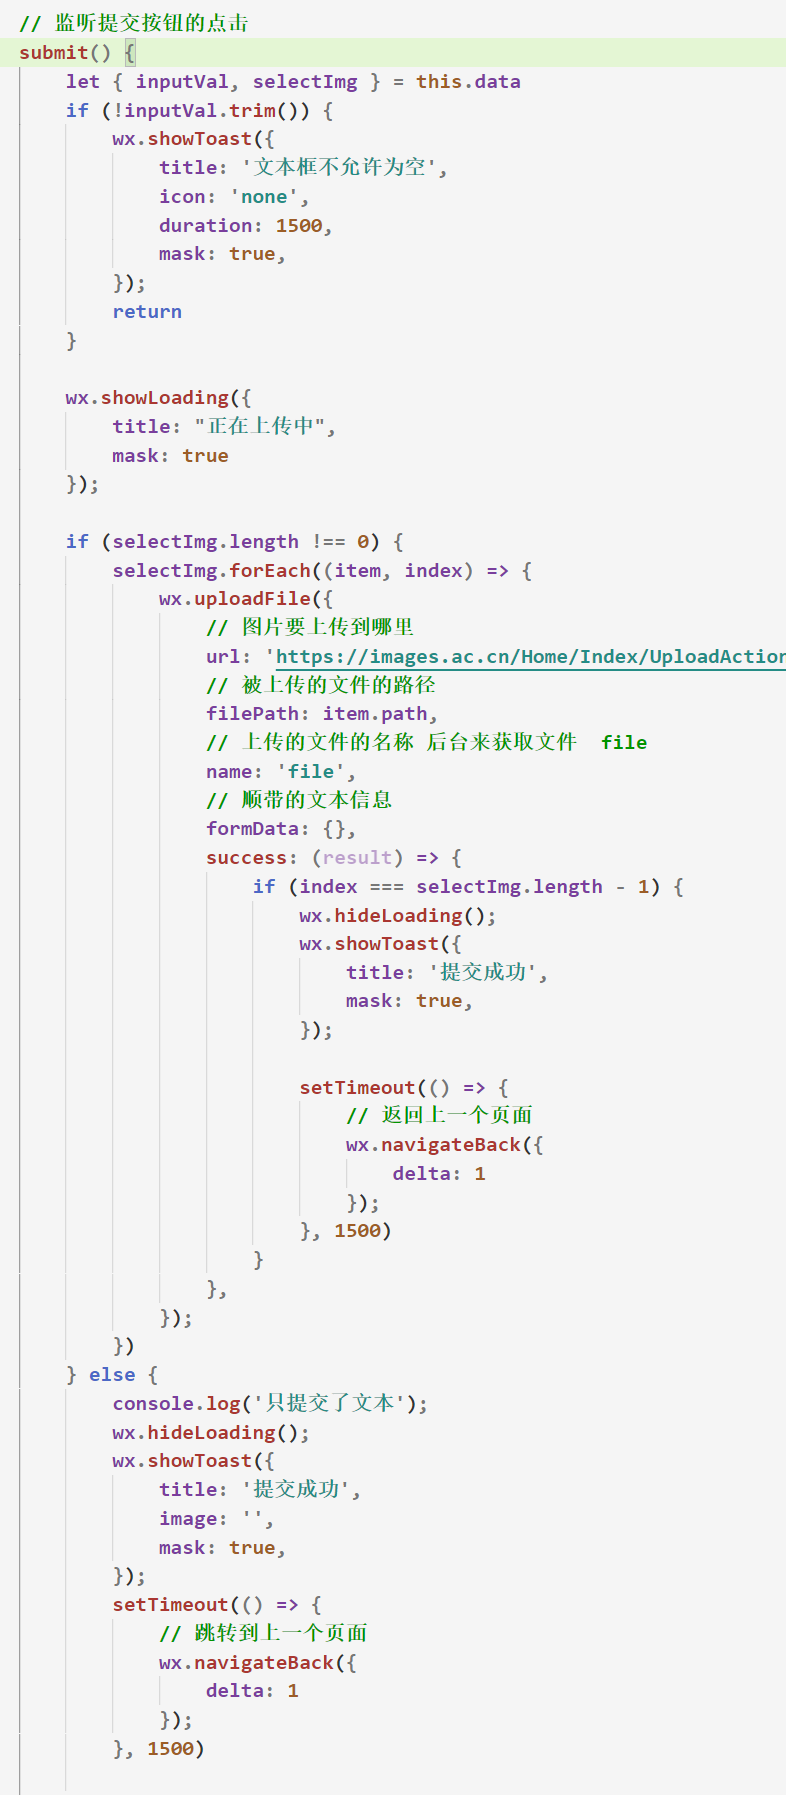 // 监听提交按钮的点击
submit() {
let { inputVal, selectImg } = this.data
if (!inputVal.trim()) {
wx.showToast({
title: '文本框不允许为空',
icon: 'none',
duration: 1500,
mask: true,
});
return
}
wx.showLoading({
title: "正在上传中",
mask: true
});
if (selectImg.length !== 0) {
selectImg.forEach((item, index) => {
wx.uploadFile({
// 图片要上传到哪里
url: 'https://images.ac.cn/Home/Index/UploadAction
// 被上传的文件的路径
filePath: item.path,
// 上传的文件的名称 后台来获取文件  file
name: 'file',
// 顺带的文本信息
formData: {},
success: (result) => {
if (index === selectImg.length - 1) {
wx.hideLoading();
wx.showToast({
title: '提交成功',
mask: true,
});
setTimeout(() => {
// 返回上一个页面
wx.navigateBack({
delta: 1
});
}, 1500)
}
},
});
})
} else {
console.log('只提交了文本');
wx.hideLoading();
wx.showToast({
title: '提交成功',
image: '',
mask: true,
});
setTimeout(() => {
// 跳转到上一个页面
wx.navigateBack({
delta: 1
});
}, 1500)